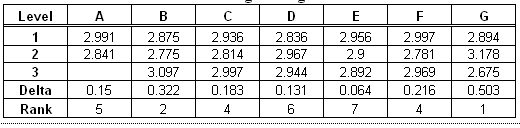 Level A B C D E F G
1 2.991 2.875 2.936 2.836 2.956 2.997 2.894
2 2.841 2.775 2.814 2.967 2.9 2.781 3.178
3 3.097 2.997 2.944 2.892 2.969 2.675
Delta 0.15 0.322 0.183 0.131 0.064 0.216 0.503
Rank 5 2 4 6 7 4 1